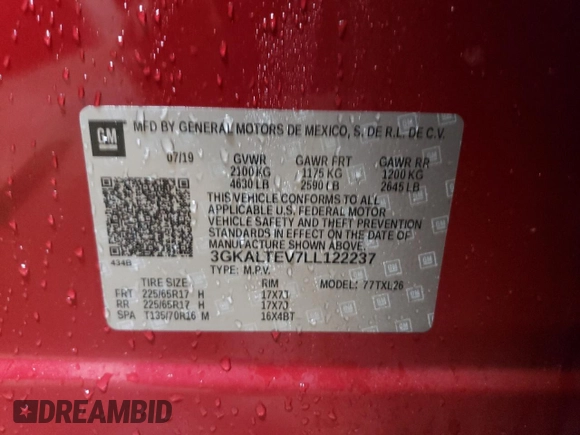 GM
MFD BY GENERAL MOTORS DE MEXICO, S. DE R.L. DE C.V.
07/19 GVWR GAWR FRT GAWR RR
2100 KG 1175 KG 1200 KG
4630 LB 2590 LB 2645 LB
THIS VEHICLE CONFORMS TO ALL
APPLICABLE U.S. FEDERAL MOTOR
VEHICLE SAFETY AND THEFT PREVENTION
STANDARDS IN EFFECT ON THE DATE OF
MANUFACTURE SHOWN ABOVE.
434B 3GKALTEV7LL122237
TYPE: M.P.V. MODEL: 77TXL26
TIRE SIZE RIM
FRT 225/65R17 H 17X7J
RR 225/65R17 H 17X7J
SPA T135/70R16 M 16X4BT
DREAMBID